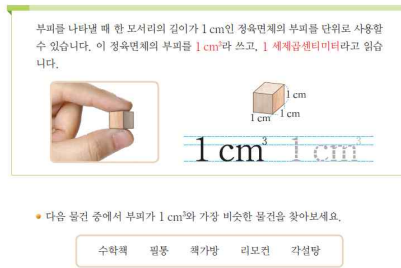 부피를 나타낼 때 한 모서리의 길이가 1 cm인 정육면체의 부피를 단위로 사용할
수 있습니다. 이 정육면체의 부피를 1 cm³라 쓰고, 1 세제곱센티미터라고 읽습
니다.
1 cm
1 cm
1 cm
1 cm³ 1 cm³
다음 물건 중에서 부피가 1 cm³와 가장 비슷한 물건을 찾아보세요.
수학책 필통 책가방 리모컨 각설탕